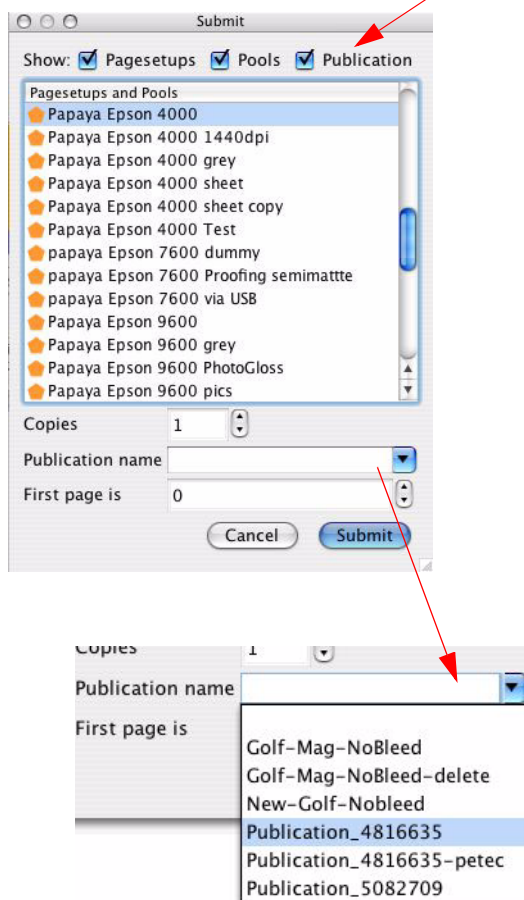 Submit
Show: Pagesetups Pools Publication
Pagesetups and Pools
Papaya Epson 4000
Papaya Epson 4000 1440dpi
Papaya Epson 4000 grey
Papaya Epson 4000 sheet
Papaya Epson 4000 sheet copy
Papaya Epson 4000 Test
papaya Epson 7600 dummy
papaya Epson 7600 Proofing semimattte
papaya Epson 7600 via USB
Papaya Epson 9600
Papaya Epson 9600 grey
Papaya Epson 9600 PhotoGloss
Papaya Epson 9600 pics
Copies 1
Publication name
First page is 0
Cancel Submit
Copies 1
Publication name
First page is
Golf-Mag-NoBleed
Golf-Mag-NoBleed-delete
New-Golf-Nobleed
Publication_4816635
Publication_4816635-petec
Publication_5082709